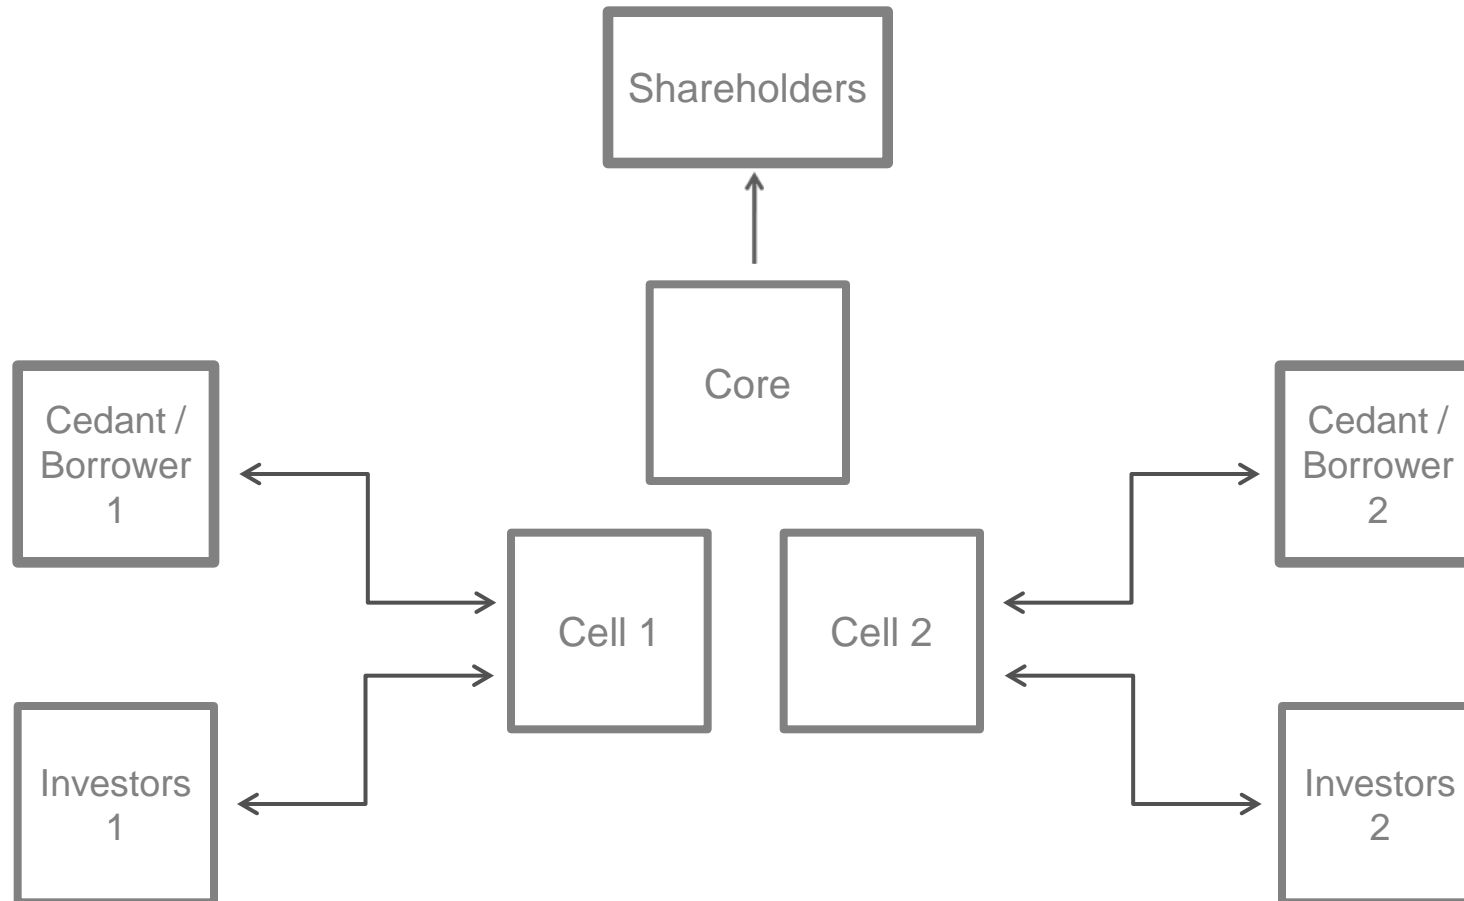 Shareholders
Core
Cedant /
Borrower
1
Cedant /
Borrower
2
Cell 1
Cell 2
Investors
1
Investors
2